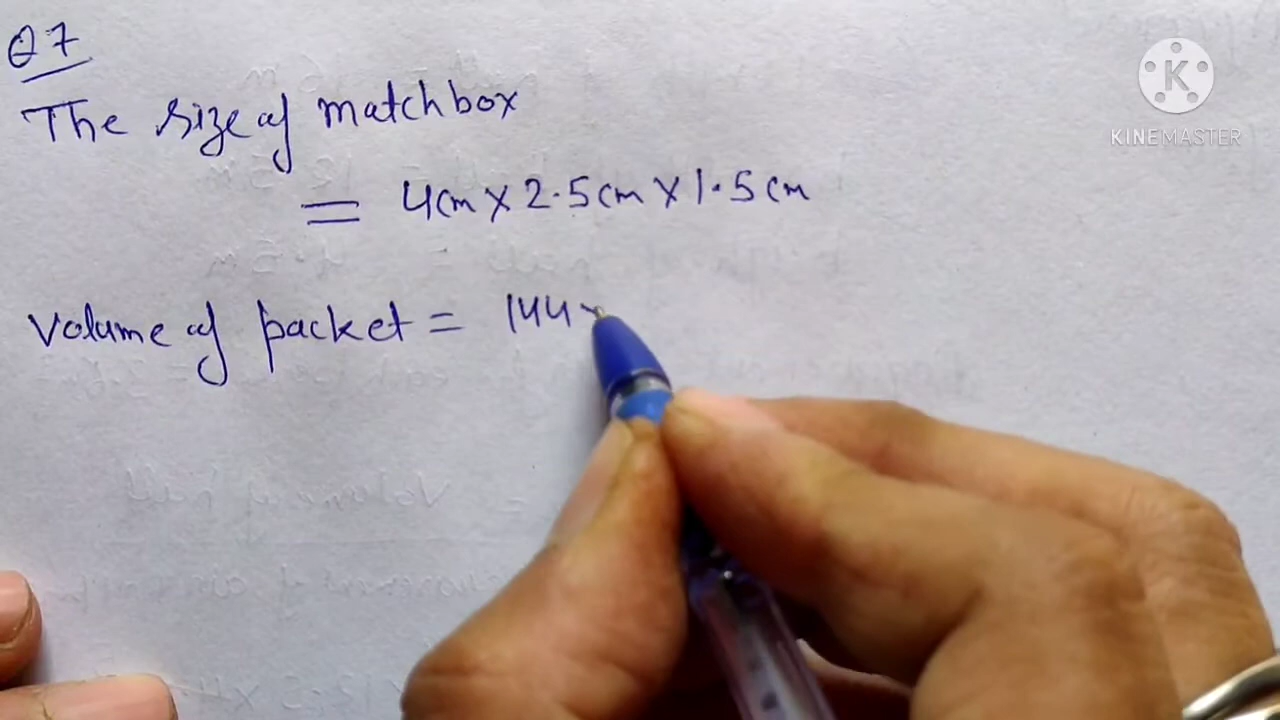 Q7
The size of matchbox
= 4cm x 2.5cm x 1.5cm
Volume of packet = 144 x
K
KINEMASTER